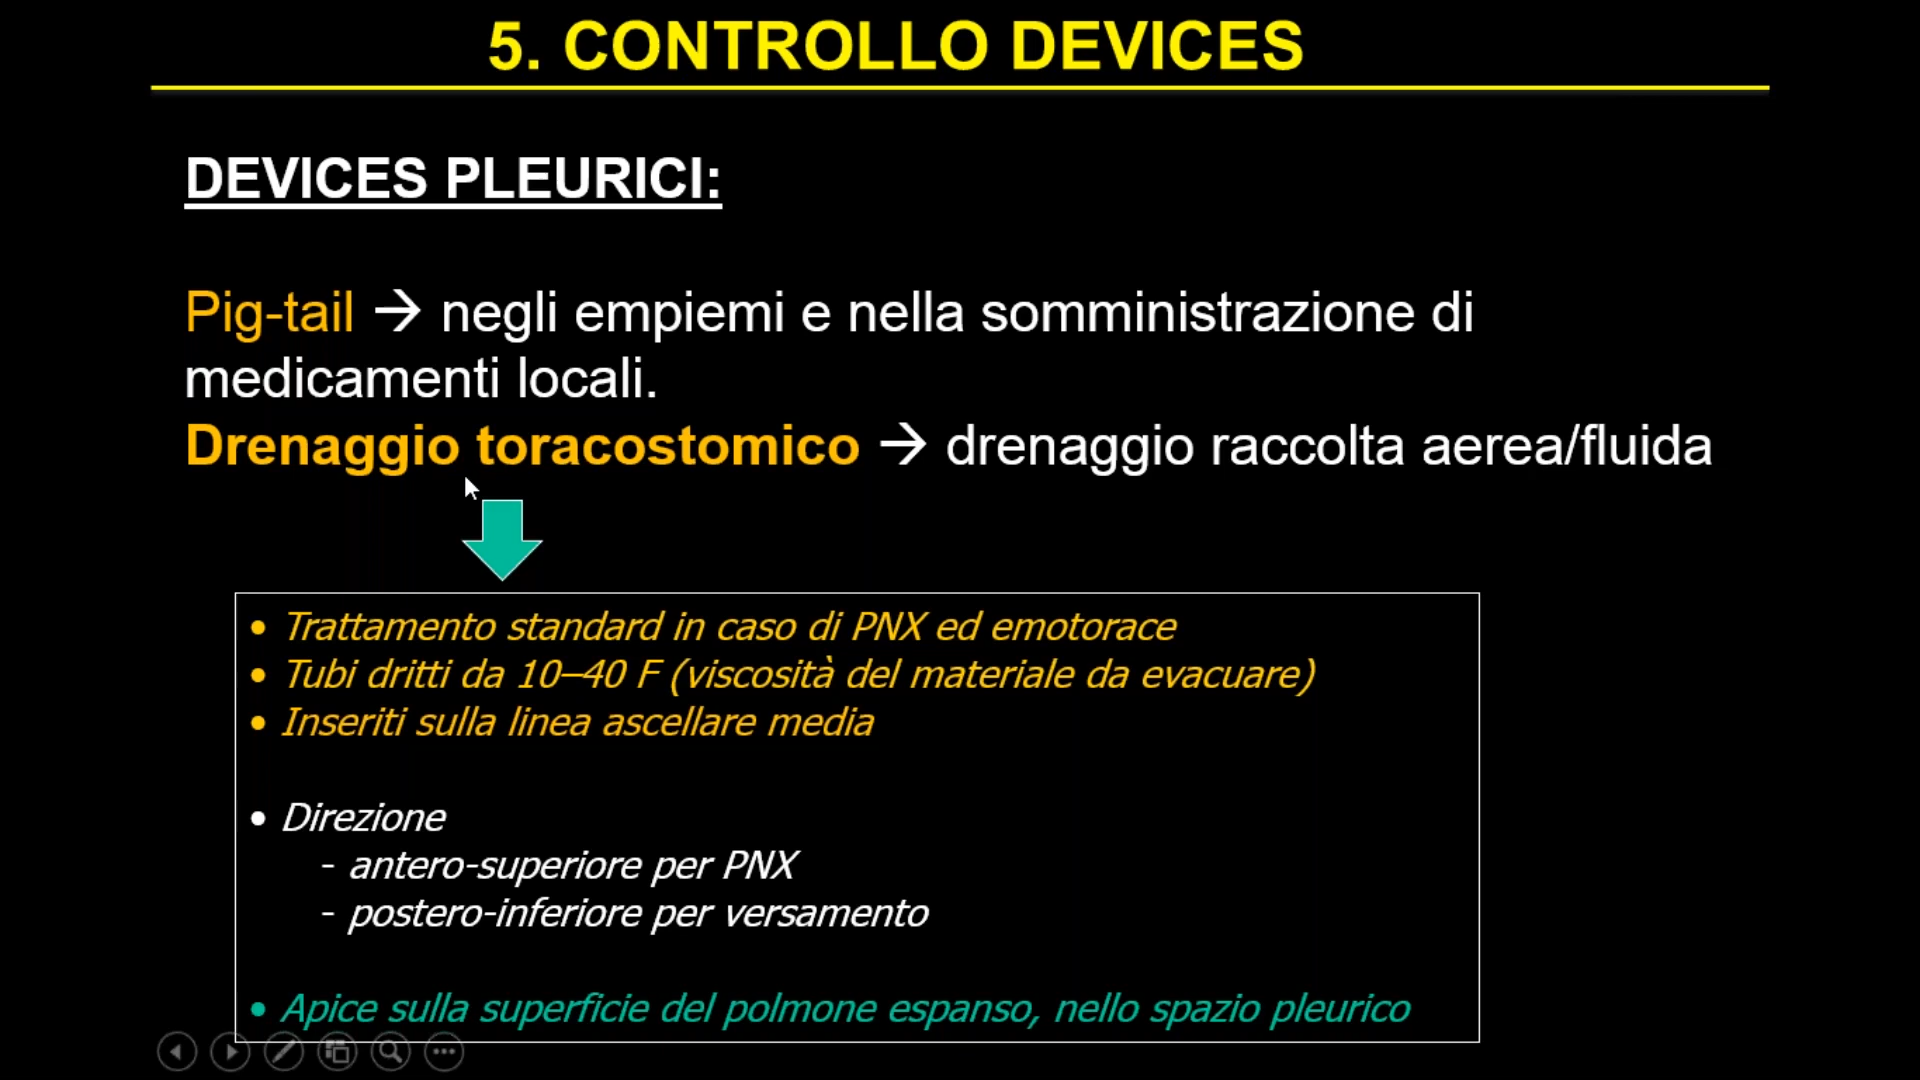 5. CONTROLLO DEVICES
DEVICES PLEURICI:
Pig-tail → negli empiemi e nella somministrazione di
medicamenti locali.
Drenaggio toracostomico → drenaggio raccolta aerea/fluida
• Trattamento standard in caso di PNX ed emotorace
• Tubi dritti da 10–40 F (viscosità del materiale da evacuare)
• Inseriti sulla linea ascellare media
• Direzione
- antero-superiore per PNX
- postero-inferiore per versamento
• Apice sulla superficie del polmone espanso, nello spazio pleurico